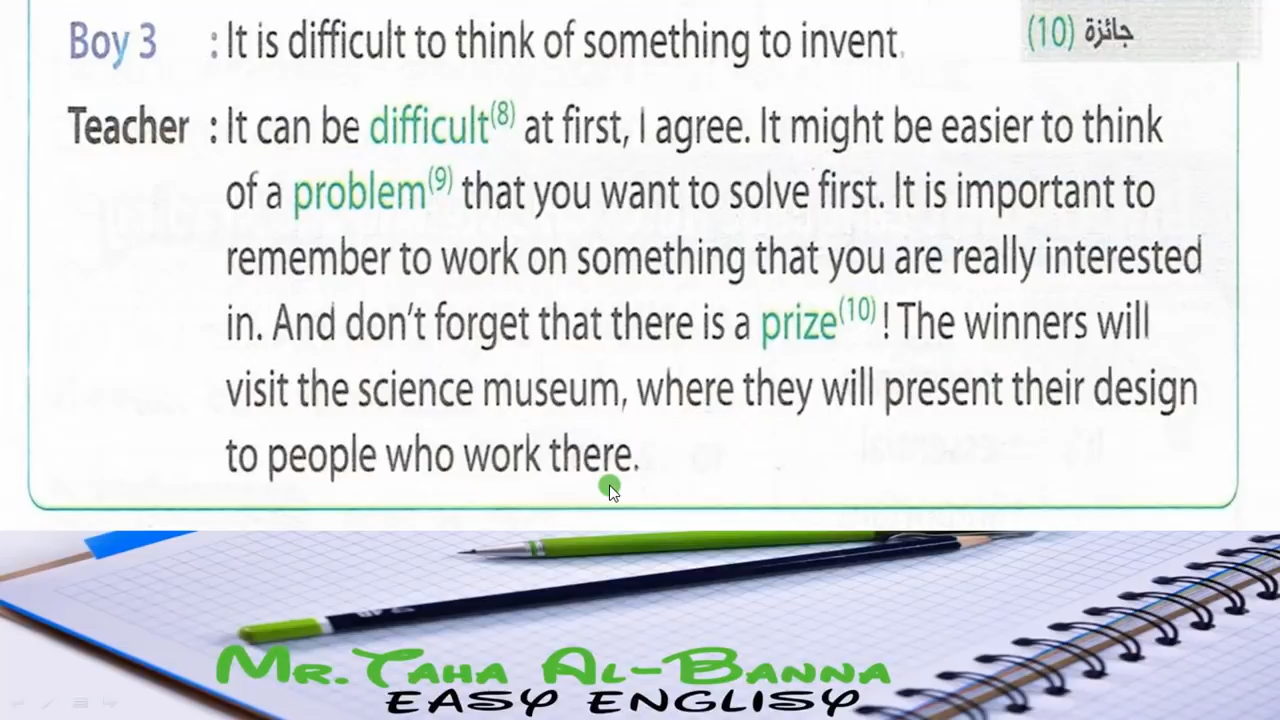 Boy 3 : It is difficult to think of something to invent.
(10) جائزة
Teacher : It can be difficult(8) at first, I agree. It might be easier to think
of a problem(9) that you want to solve first. It is important to
remember to work on something that you are really interested
in. And don't forget that there is a prize(10)! The winners will
visit the science museum, where they will present their design
to people who work there.
Mr.Taha Al-Banna
Easy Englisy